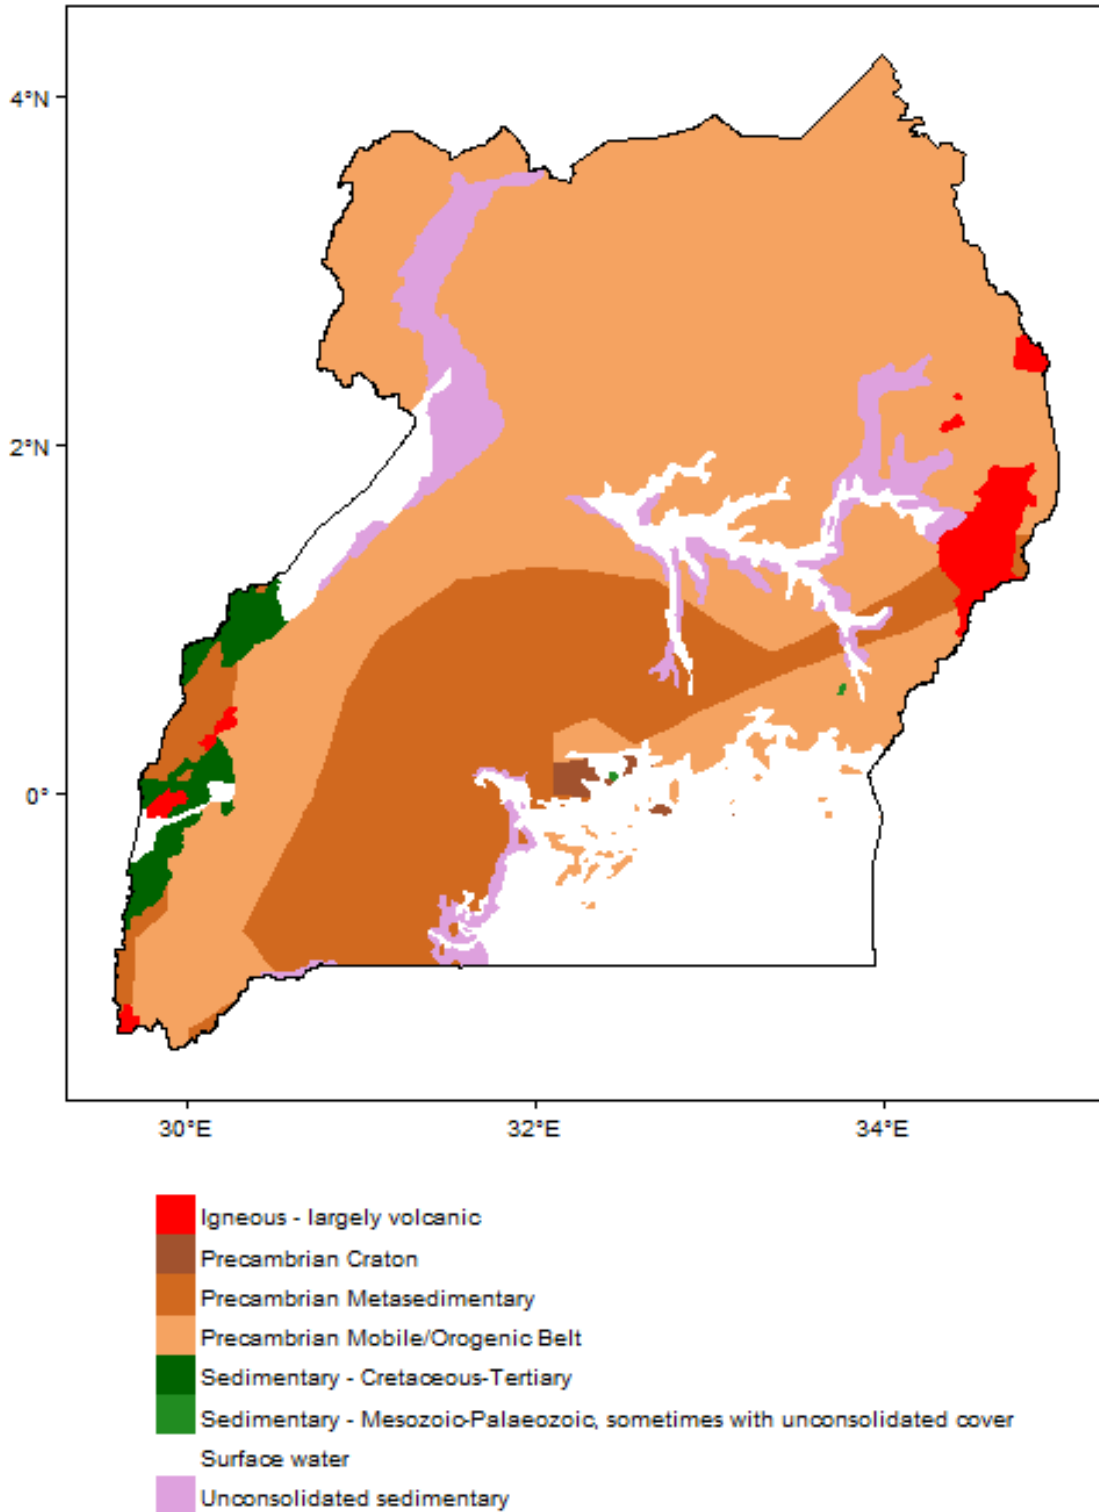 4°N
2°N
0°
30°E
32°E
34°E
Igneous - largely volcanic
Precambrian Craton
Precambrian Metasedimentary
Precambrian Mobile/Orogenic Belt
Sedimentary - Cretaceous-Tertiary
Sedimentary - Mesozoic-Palaeozoic, sometimes with unconsolidated cover
Surface water
Unconsolidated sedimentary